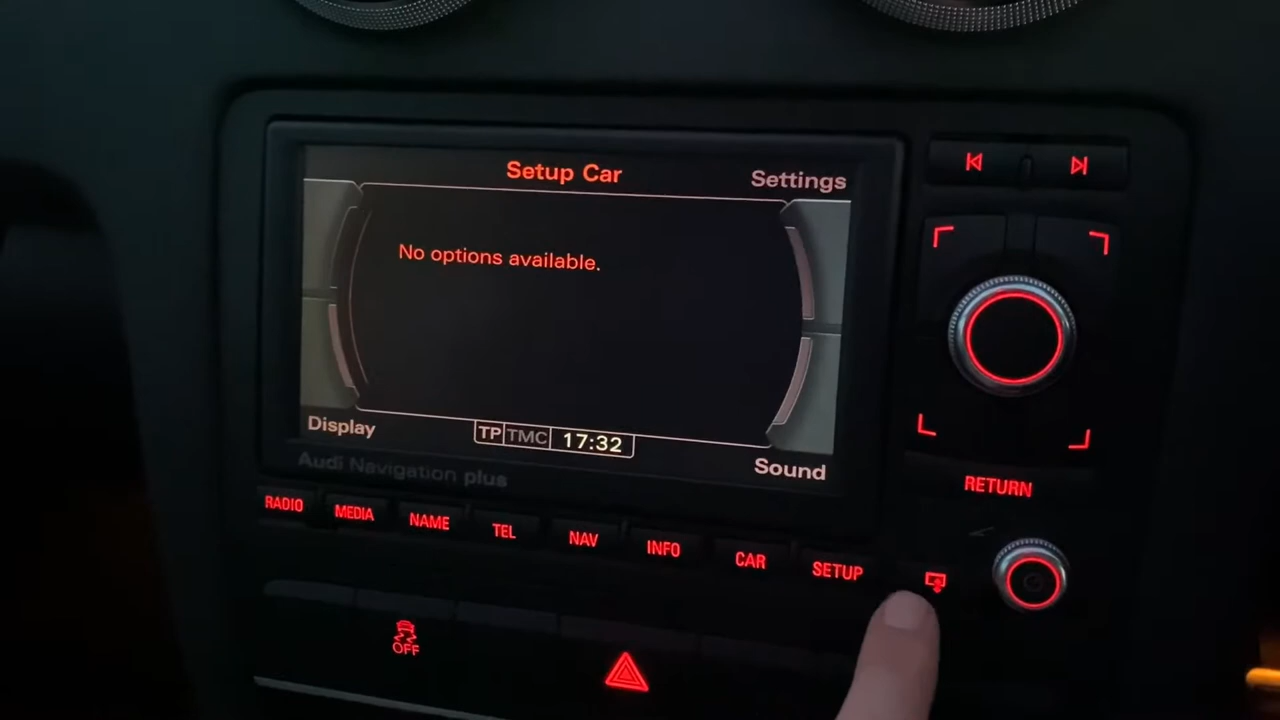 Setup Car
Settings
No options available.
Display
TP TMC 17:32
Sound
Audi Navigation plus
RADIO MEDIA NAME TEL NAV INFO CAR SETUP
RETURN
OFF